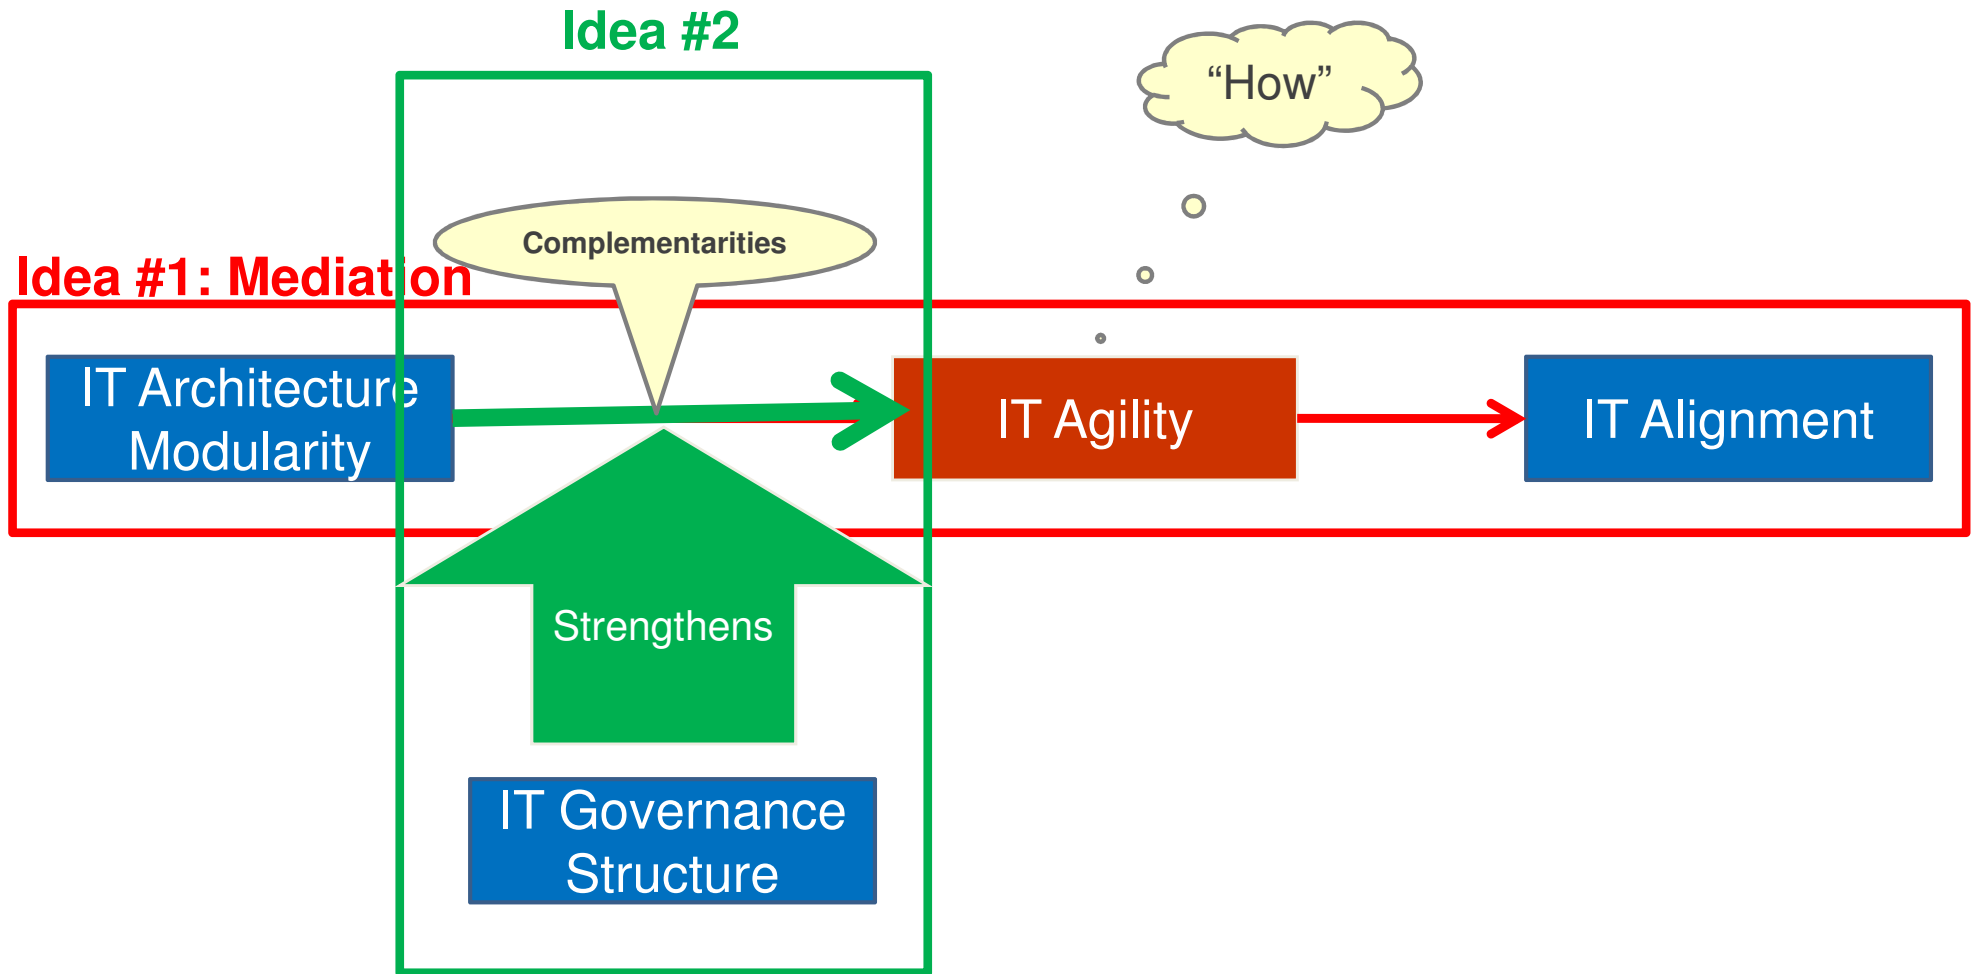 Idea #2
“How”
Complementarities
Idea #1: Mediation
IT Architecture
Modularity
IT Agility
IT Alignment
Strengthens
IT Governance
Structure